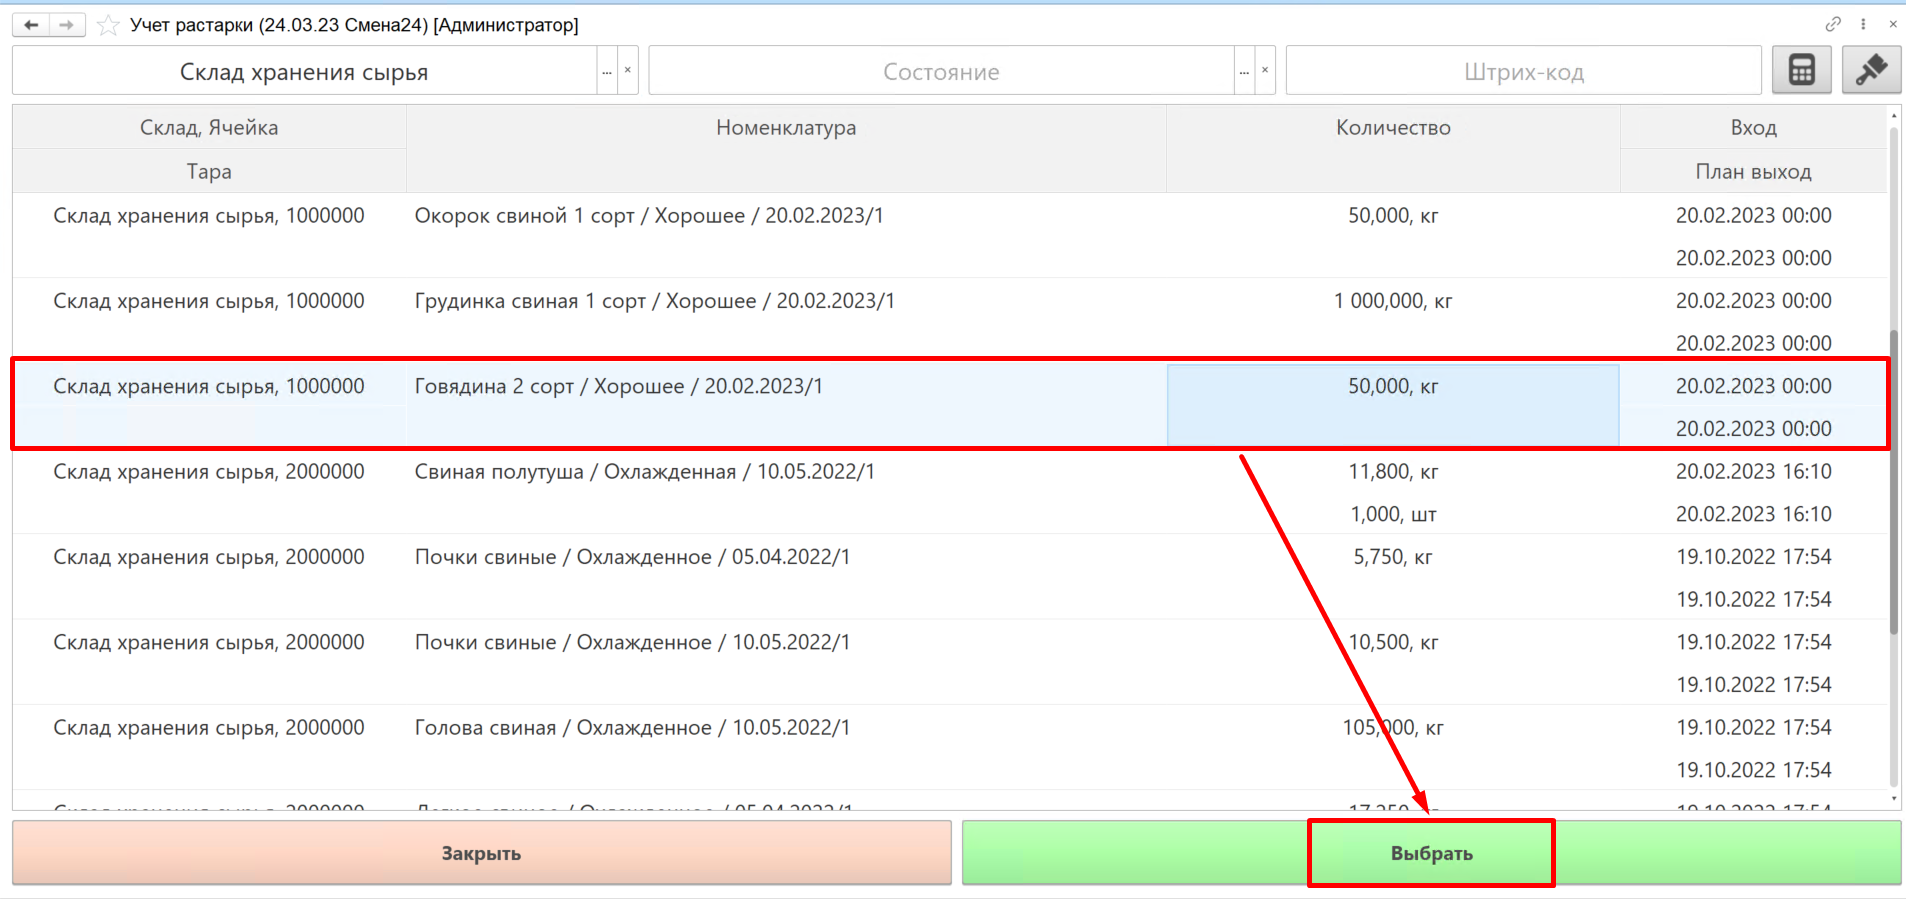 Учет растарки (24.03.23 Смена24) [Администратор]
Склад хранения сырья ... × Состояние ... × Штрих-код
Склад, Ячейка Номенклатура Количество Вход
Тара План выход
Склад хранения сырья, 1000000 Окорок свиной 1 сорт / Хорошее / 20.02.2023/1 50,000, кг 20.02.2023 00:00
20.02.2023 00:00
Склад хранения сырья, 1000000 Грудинка свиная 1 сорт / Хорошее / 20.02.2023/1 1 000,000, кг 20.02.2023 00:00
20.02.2023 00:00
Склад хранения сырья, 1000000 Говядина 2 сорт / Хорошее / 20.02.2023/1 50,000, кг 20.02.2023 00:00
20.02.2023 00:00
Склад хранения сырья, 2000000 Свиная полутуша / Охлажденная / 10.05.2022/1 11,800, кг 20.02.2023 16:10
1,000, шт 20.02.2023 16:10
Склад хранения сырья, 2000000 Почки свиные / Охлажденное / 05.04.2022/1 5,750, кг 19.10.2022 17:54
19.10.2022 17:54
Склад хранения сырья, 2000000 Почки свиные / Охлажденное / 10.05.2022/1 10,500, кг 19.10.2022 17:54
19.10.2022 17:54
Склад хранения сырья, 2000000 Голова свиная / Охлажденное / 10.05.2022/1 105,000, кг 19.10.2022 17:54
19.10.2022 17:54
Закрыть Выбрать